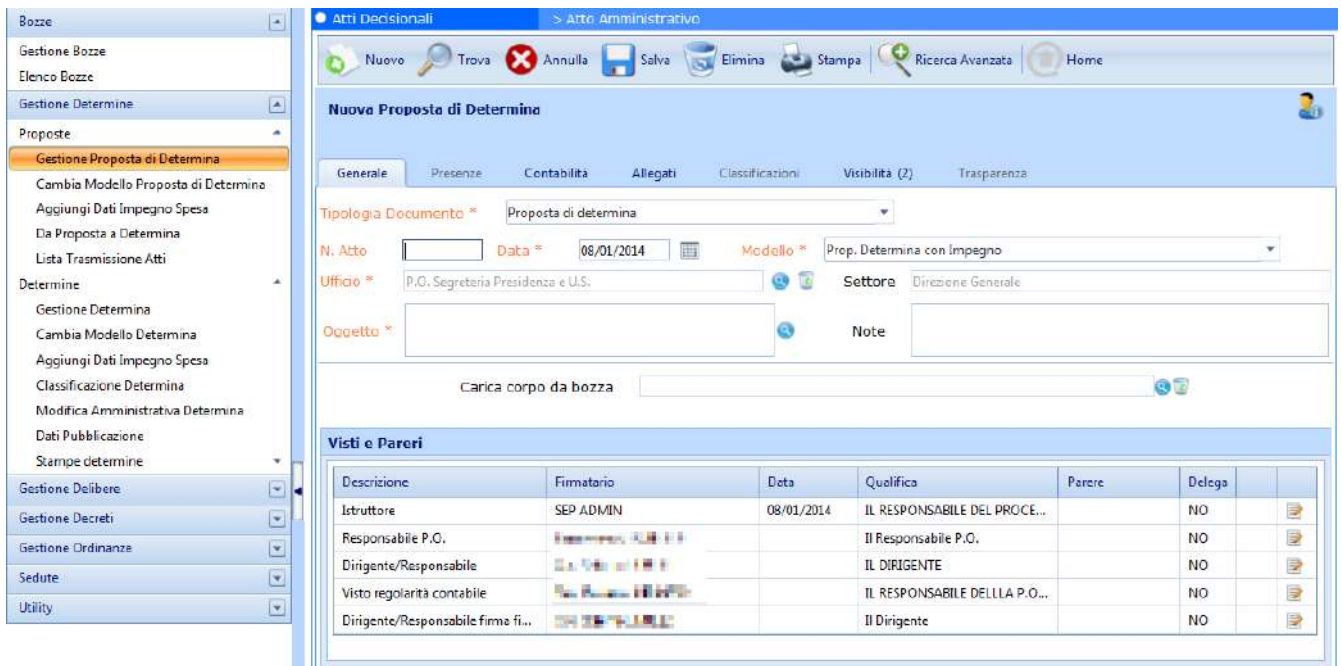 Bozze
Gestione Bozze
Elenco Bozze
Gestione Determine
Proposte
Gestione Proposta di Determina
Cambia Modello Proposta di Determina
Aggiungi Dati Impegno Spesa
Da Proposta a Determina
Lista Trasmissione Atti
Determine
Gestione Determina
Cambia Modello Determina
Aggiungi Dati Impegno Spesa
Classificazione Determina
Modifica Amministrativa Determina
Dati Pubblicazione
Stampe determine
Gestione Delibere
Gestione Decreti
Gestione Ordinanze
Sedute
Utility
Atti Decisionali > Atto Amministrativo
Nuovo Trova Annulla Salva Elimina Stampa Ricerca Avanzata Home
Nuova Proposta di Determina
Generale Presenze Contabilità Allegati Classificazioni Visibilità (2) Trasparenza
Tipologia Documento * Proposta di determina
N. Atto Data * 08/01/2014 Modello * Prop. Determina con Impegno
Ufficio * P.O. Segreteria Presidenza e U.S. Settore Direzione Generale
Oggetto * Note
Carica corpo da bozza
Visti e Pareri
Descrizione Firmatario Data Qualifica Parere Delega
Istruttore SEP ADMIN 08/01/2014 IL RESPONSABILE DEL PROCE... NO
Responsabile P.O. Il Responsabile P.O. NO
Dirigente/Responsabile IL DIRIGENTE NO
Visto regolarità contabile IL RESPONSABILE DELLLA P.O... NO
Dirigente/Responsabile firma fi... Il Dirigente NO